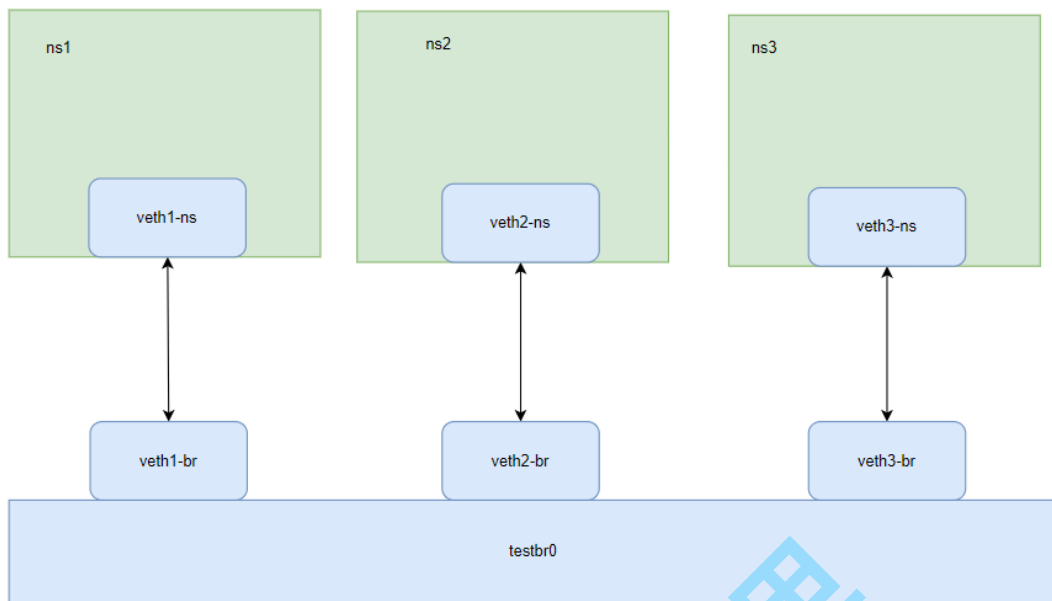 ns1
ns2
ns3
veth1-ns
veth2-ns
veth3-ns
veth1-br
veth2-br
veth3-br
testbr0